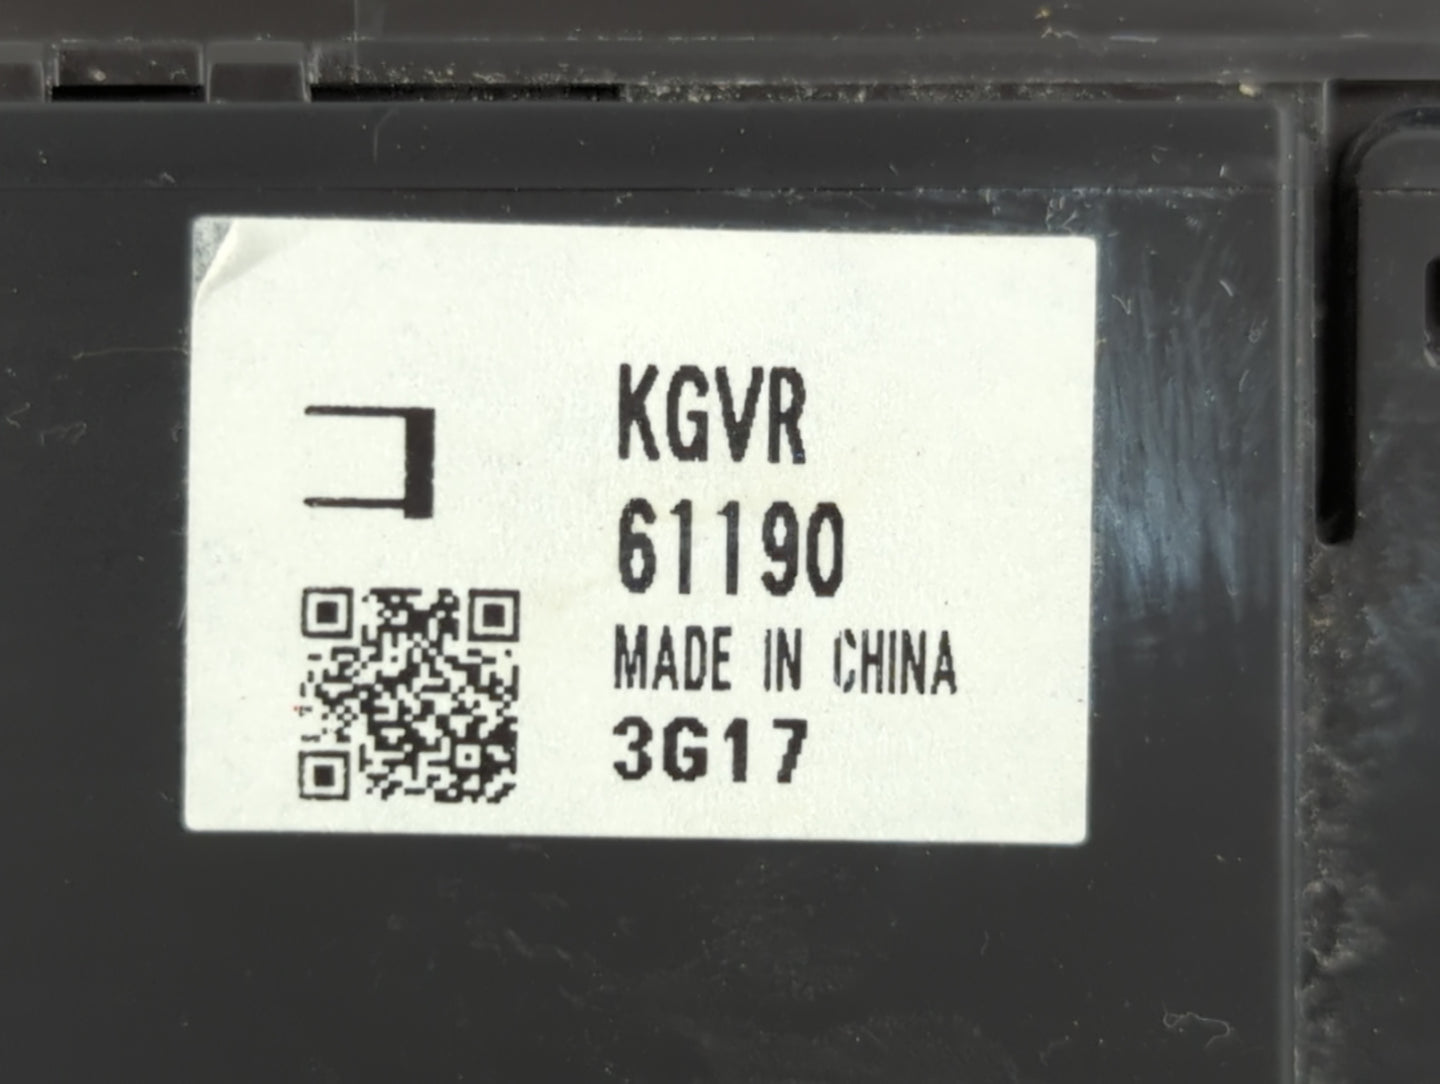 KGVR
61190
MADE IN CHINA
3G17